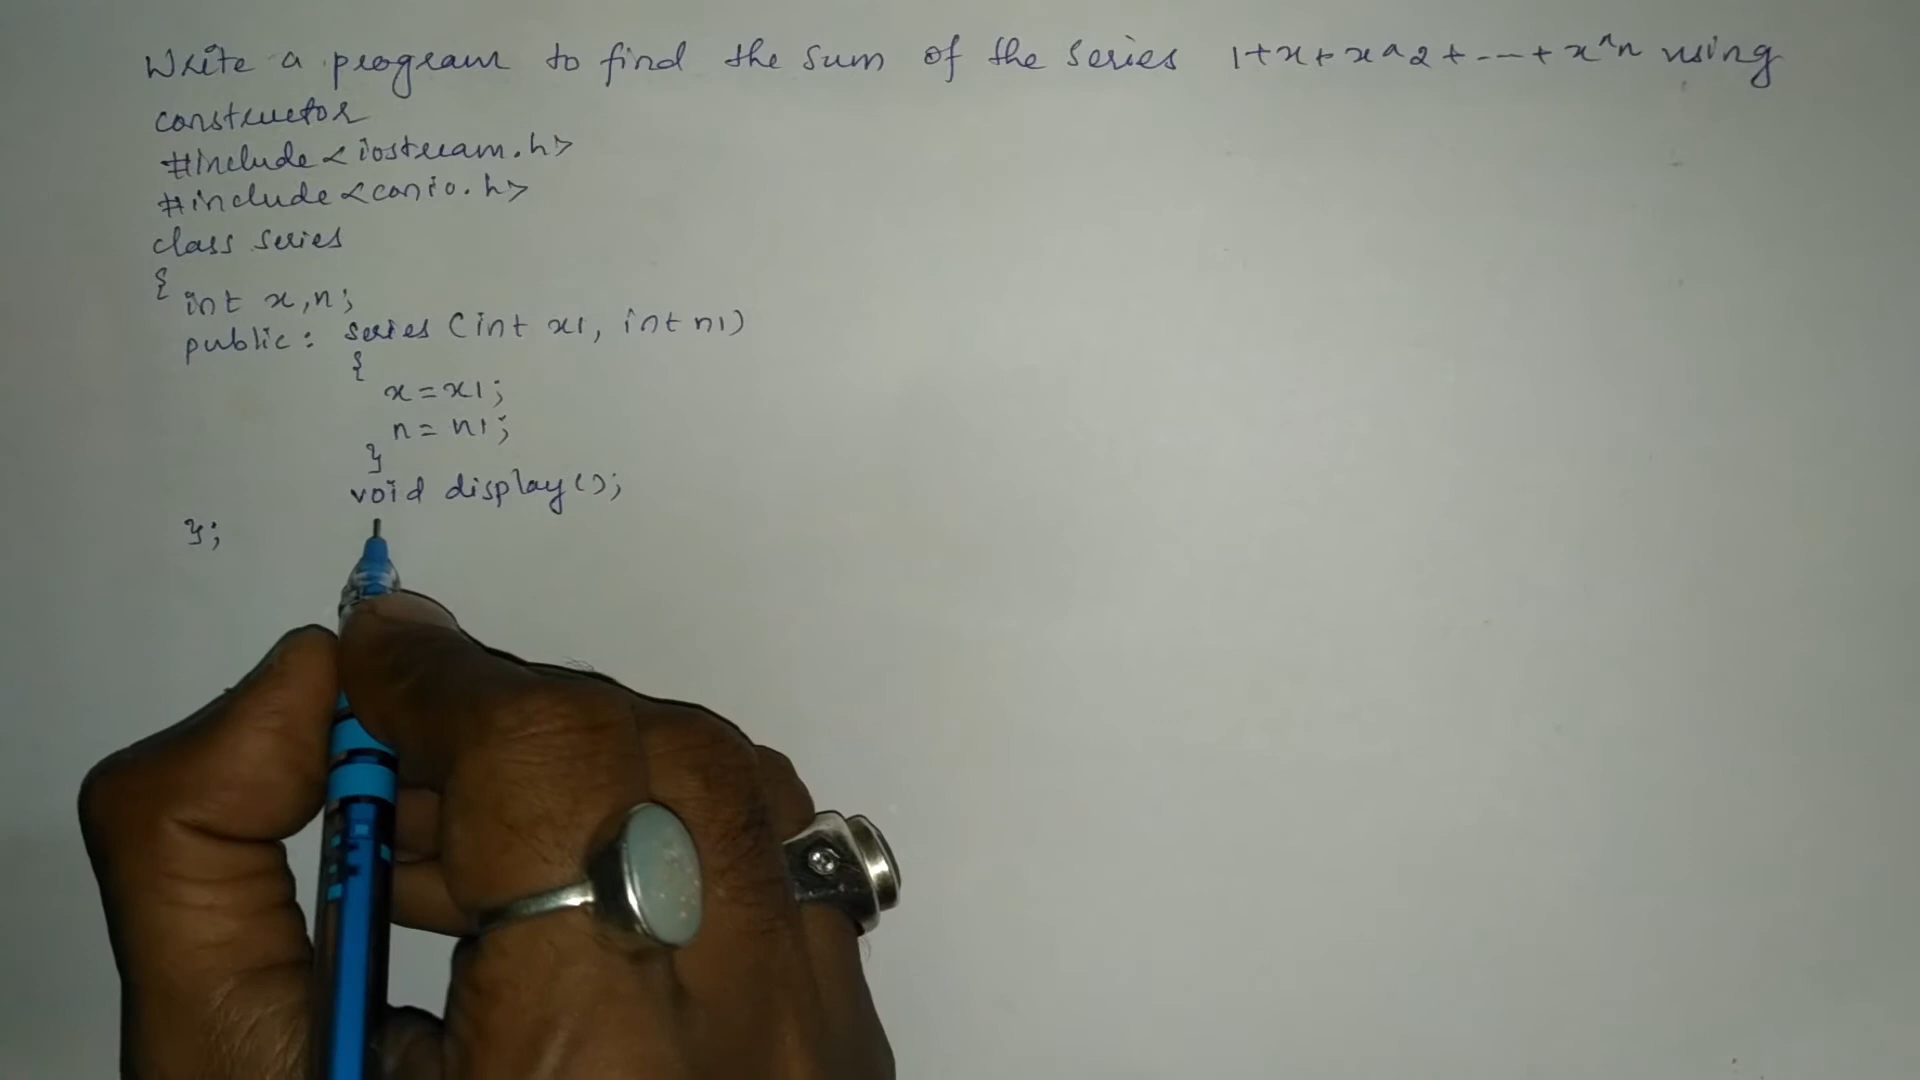 Write a program to find the sum of the series 1+x+x^2+---+x^n using
constructor
#include<iostream.h>
#include<conio.h>
class series
{
int x,n;
public: series (int x1, int n1)
{
x=x1;
n=n1;
}
void display();
};